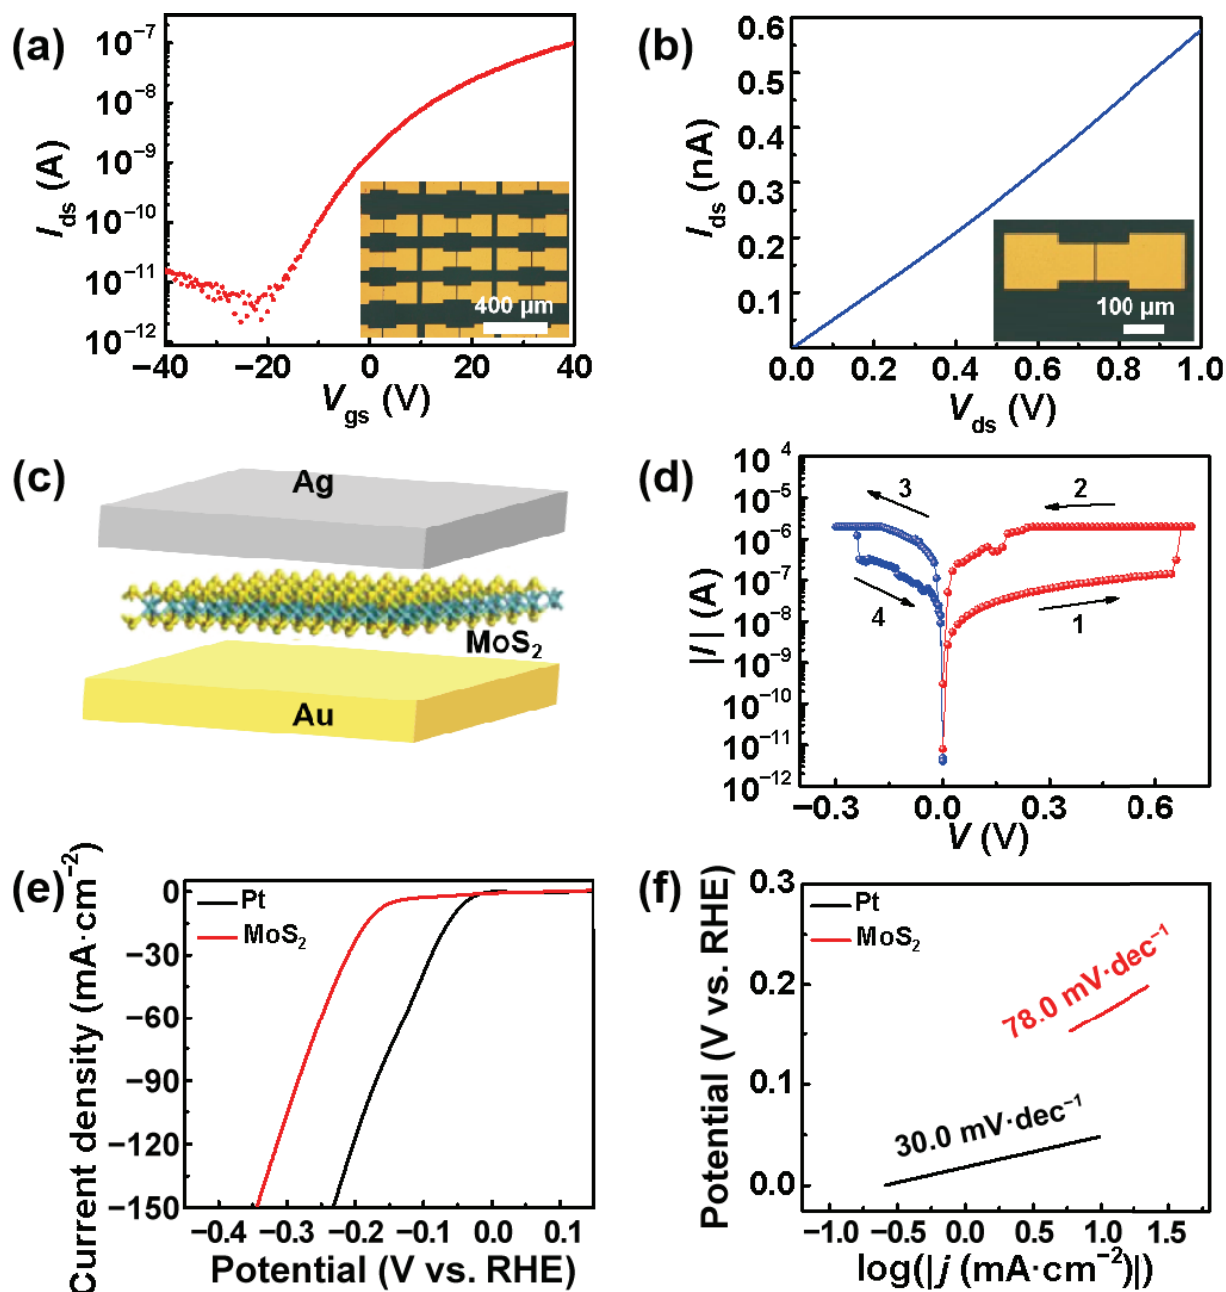 (a)
10⁻⁷
10⁻⁸
10⁻⁹
10⁻¹⁰
10⁻¹¹
10⁻¹²
I_ds (A)
−40 −20 0 20 40
V_gs (V)
400 μm
(b)
0.6
0.5
0.4
0.3
0.2
0.1
I_ds (nA)
0.0 0.2 0.4 0.6 0.8 1.0
V_ds (V)
100 μm
(c)
Ag
MoS₂
Au
(d)
10⁻⁴
10⁻⁵
10⁻⁶
10⁻⁷
10⁻⁸
10⁻⁹
10⁻¹⁰
10⁻¹¹
10⁻¹²
|I| (A)
3
2
4
1
−0.3 0.0 0.3 0.6
V (V)
(e)
Pt
MoS₂
0
−30
−60
−90
−120
−150
Current density (mA·cm⁻²)
−0.4 −0.3 −0.2 −0.1 0.0 0.1
Potential (V vs. RHE)
(f)
Pt
MoS₂
78.0 mV·dec⁻¹
30.0 mV·dec⁻¹
0.3
0.2
0.1
0.0
Potential (V vs. RHE)
−1.0 −0.5 0.0 0.5 1.0 1.5
log(|j (mA·cm⁻²)|)